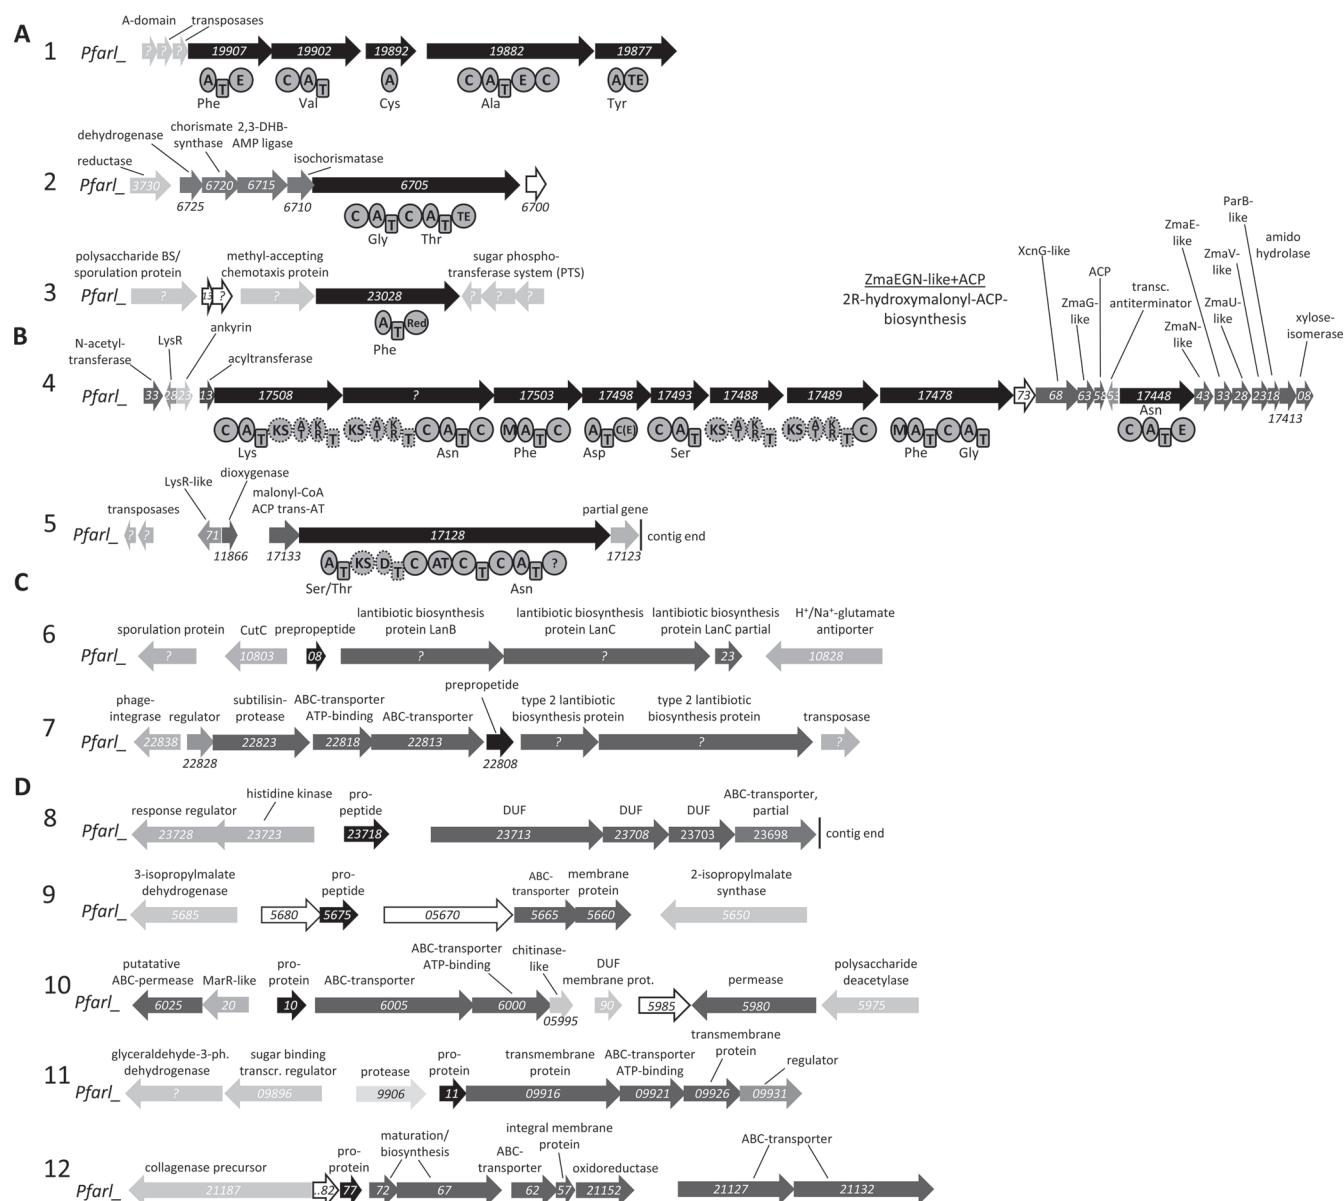 A
1
Pfarl_
A-domain
transposases
? ? ? 19907 19902 19892 19882 19877
A T E C A T A C A T E C A TE
Phe Val Cys Ala Tyr
2
Pfarl_
reductase
dehydrogenase
chorismate
synthase
2,3-DHB-
AMP ligase
isochorismatase
3730 6720 6715 6705
6725 6710 6700
C A T C A T TE
Gly Thr
3
Pfarl_
polysaccharide BS/
sporulation protein
methyl-accepting
chemotaxis protein
sugar phospho-
transferase system (PTS)
? 13 ? ? 23028 ? ? ?
A T Red
Phe
B
4
Pfarl_
N-acetyl-
transferase
LysR
ankyrin
acyltransferase
ZmaEGN-like+ACP
2R-hydroxymalonyl-ACP-
biosynthesis
XcnG-like
ZmaG-
like
ACP
transc.
antiterminator
ZmaN-
like
ZmaE-
like
ZmaU-
like
ZmaV-
like
ParB-
like
amido
hydrolase
xylose-
isomerase
33 28 23 13 17508 ? 17503 17498 17493 17488 17489 17478 73 68 63 58 53 17448 43 33 28 23 18 08
17413
C A T KS A T K R T KS A T K R T C A T C M A T C A T C(E) C A T KS A T K R T KS A T K R T C M A T C A T C A T E
Lys Asn Phe Asp Ser Phe Gly Asn
5
Pfarl_
transposases
LysR-like
dioxygenase
malonyl-CoA
ACP trans-AT
partial gene
? ? 71 17128
11866 17133 17123
contig end
A T KS D T C AT C T C A T ?
Ser/Thr Asn
C
6
Pfarl_
sporulation protein
CutC
prepropeptide
lantibiotic biosynthesis
protein LanB
lantibiotic biosynthesis
protein LanC
lantibiotic biosynthesis
protein LanC partial
H⁺/Na⁺-glutamate
antiporter
? 10803 08 ? ? 23 10828
7
Pfarl_
phage-
integrase
regulator
subtilisin-
protease
ABC-transporter
ATP-binding
ABC-transporter
prepropetide
type 2 lantibiotic
biosynthesis protein
type 2 lantibiotic
biosynthesis protein
transposase
22838 22823 22818 22813 ? ? ?
22828 22808
D
8
Pfarl_
response regulator
histidine kinase
pro-
peptide
DUF
DUF
DUF
ABC-transporter,
partial
23728 23723 23718 23713 23708 23703 23698
contig end
9
Pfarl_
3-isopropylmalate
dehydrogenase
pro-
peptide
ABC-
transporter
membrane
protein
2-isopropylmalate
synthase
5685 5680 5675 05670 5665 5660 5650
10
Pfarl_
putatative
ABC-permease
MarR-like
pro-
protein
ABC-transporter
ABC-transporter
ATP-binding
chitinase-
like
DUF
membrane prot.
permease
polysaccharide
deacetylase
6025 20 10 6005 6000 90 5985 5980 5975
05995
11
Pfarl_
glyceraldehyde-3-ph.
dehydrogenase
sugar binding
transcr. regulator
protease
pro-
protein
transmembrane
protein
ABC-transporter
ATP-binding
transmembrane
protein
regulator
? 09896 9906 11 09916 09921 09926 09931
12
Pfarl_
collagenase precursor
pro-
protein
maturation/
biosynthesis
ABC-
transporter
integral membrane
protein
oxidoreductase
ABC-transporter
21187 ..82 77 72 67 62 57 21152 21127 21132